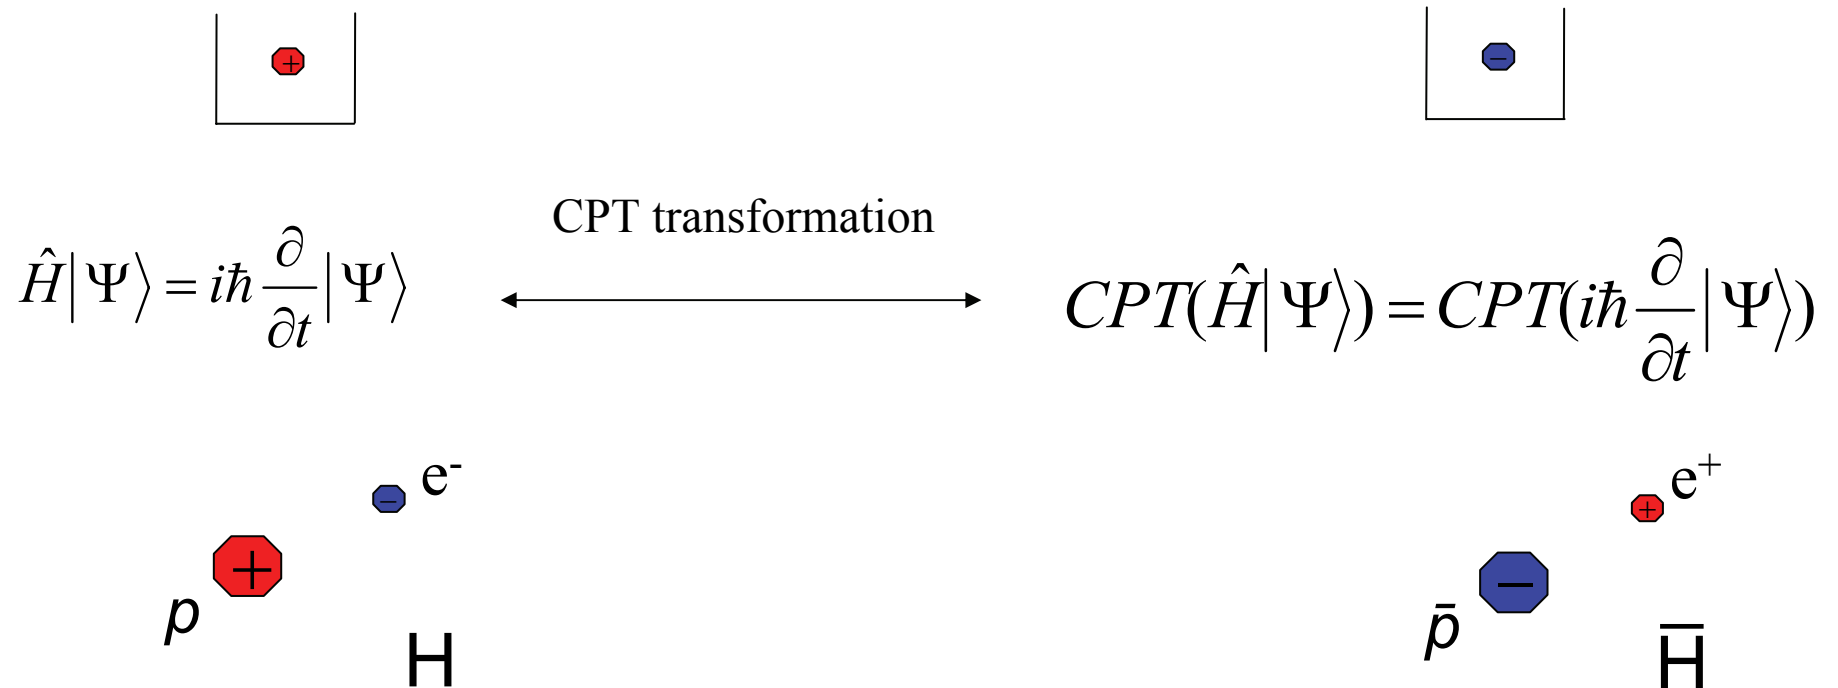 +
−
CPT transformation
Ĥ|Ψ⟩ = iħ ∂/∂t |Ψ⟩
CPT(Ĥ|Ψ⟩) = CPT(iħ ∂/∂t |Ψ⟩)
− e⁻
+ e⁺
+
−
p
p̄
H
H̄